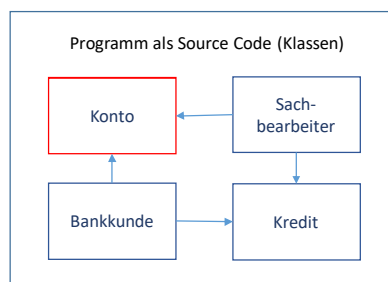 Programm als Source Code (Klassen)
Konto
Sach-
bearbeiter
Bankkunde
Kredit